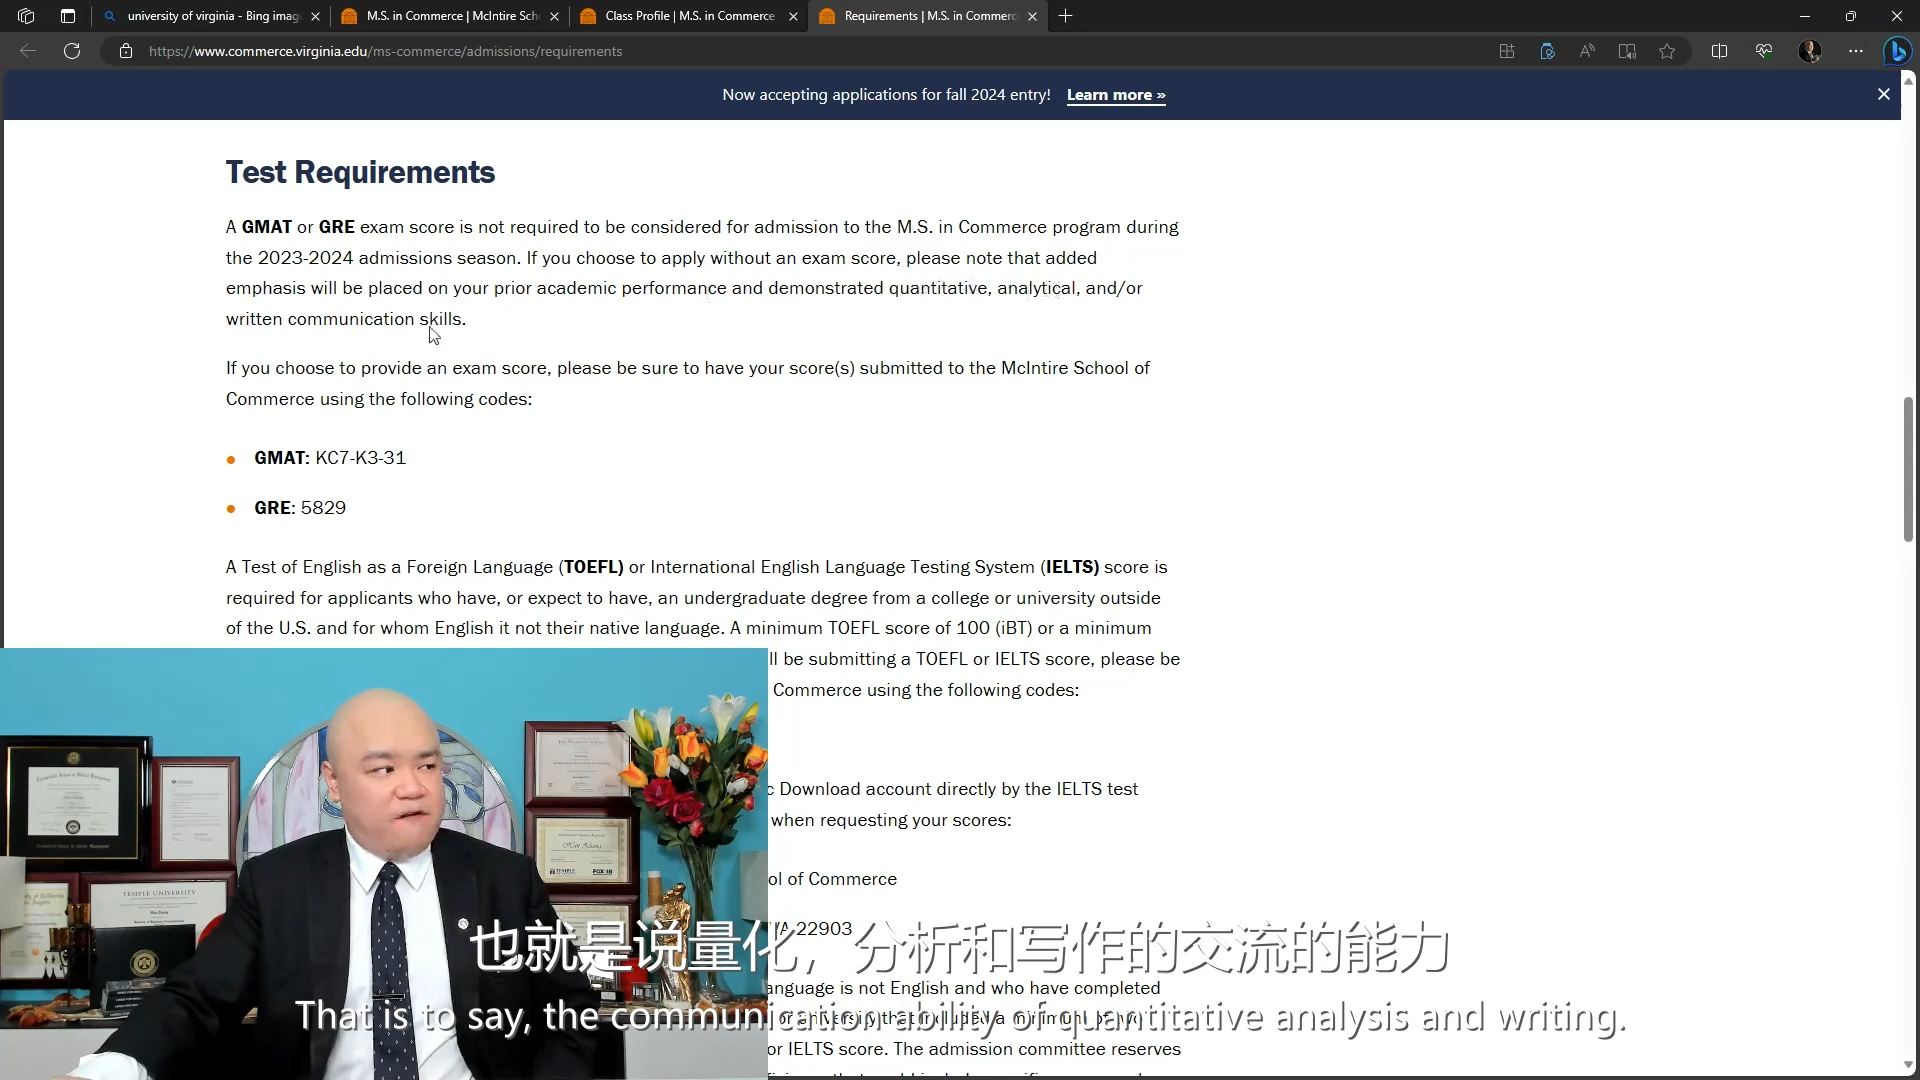 university of virginia - Bing imag
M.S. in Commerce | McIntire Sch
Class Profile | M.S. in Commerce
Requirements | M.S. in Commerc
https://www.commerce.virginia.edu/ms-commerce/admissions/requirements
Now accepting applications for fall 2024 entry! Learn more »
Test Requirements
A GMAT or GRE exam score is not required to be considered for admission to the M.S. in Commerce program during
the 2023-2024 admissions season. If you choose to apply without an exam score, please note that added
emphasis will be placed on your prior academic performance and demonstrated quantitative, analytical, and/or
written communication skills.
If you choose to provide an exam score, please be sure to have your score(s) submitted to the McIntire School of
Commerce using the following codes:
GMAT: KC7-K3-31
GRE: 5829
A Test of English as a Foreign Language (TOEFL) or International English Language Testing System (IELTS) score is
required for applicants who have, or expect to have, an undergraduate degree from a college or university outside
of the U.S. and for whom English it not their native language. A minimum TOEFL score of 100 (iBT) or a minimum
ll be submitting a TOEFL or IELTS score, please be
Commerce using the following codes:
c Download account directly by the IELTS test
when requesting your scores:
ol of Commerce
VA 22903
TEMPLE UNIVERSITY
TEMPLE
FOX
也就是说量化，分析和写作的交流的能力
anguage is not English and who have completed
That is to say, the communication ability of quantitative analysis and writing.
or IELTS score. The admission committee reserves